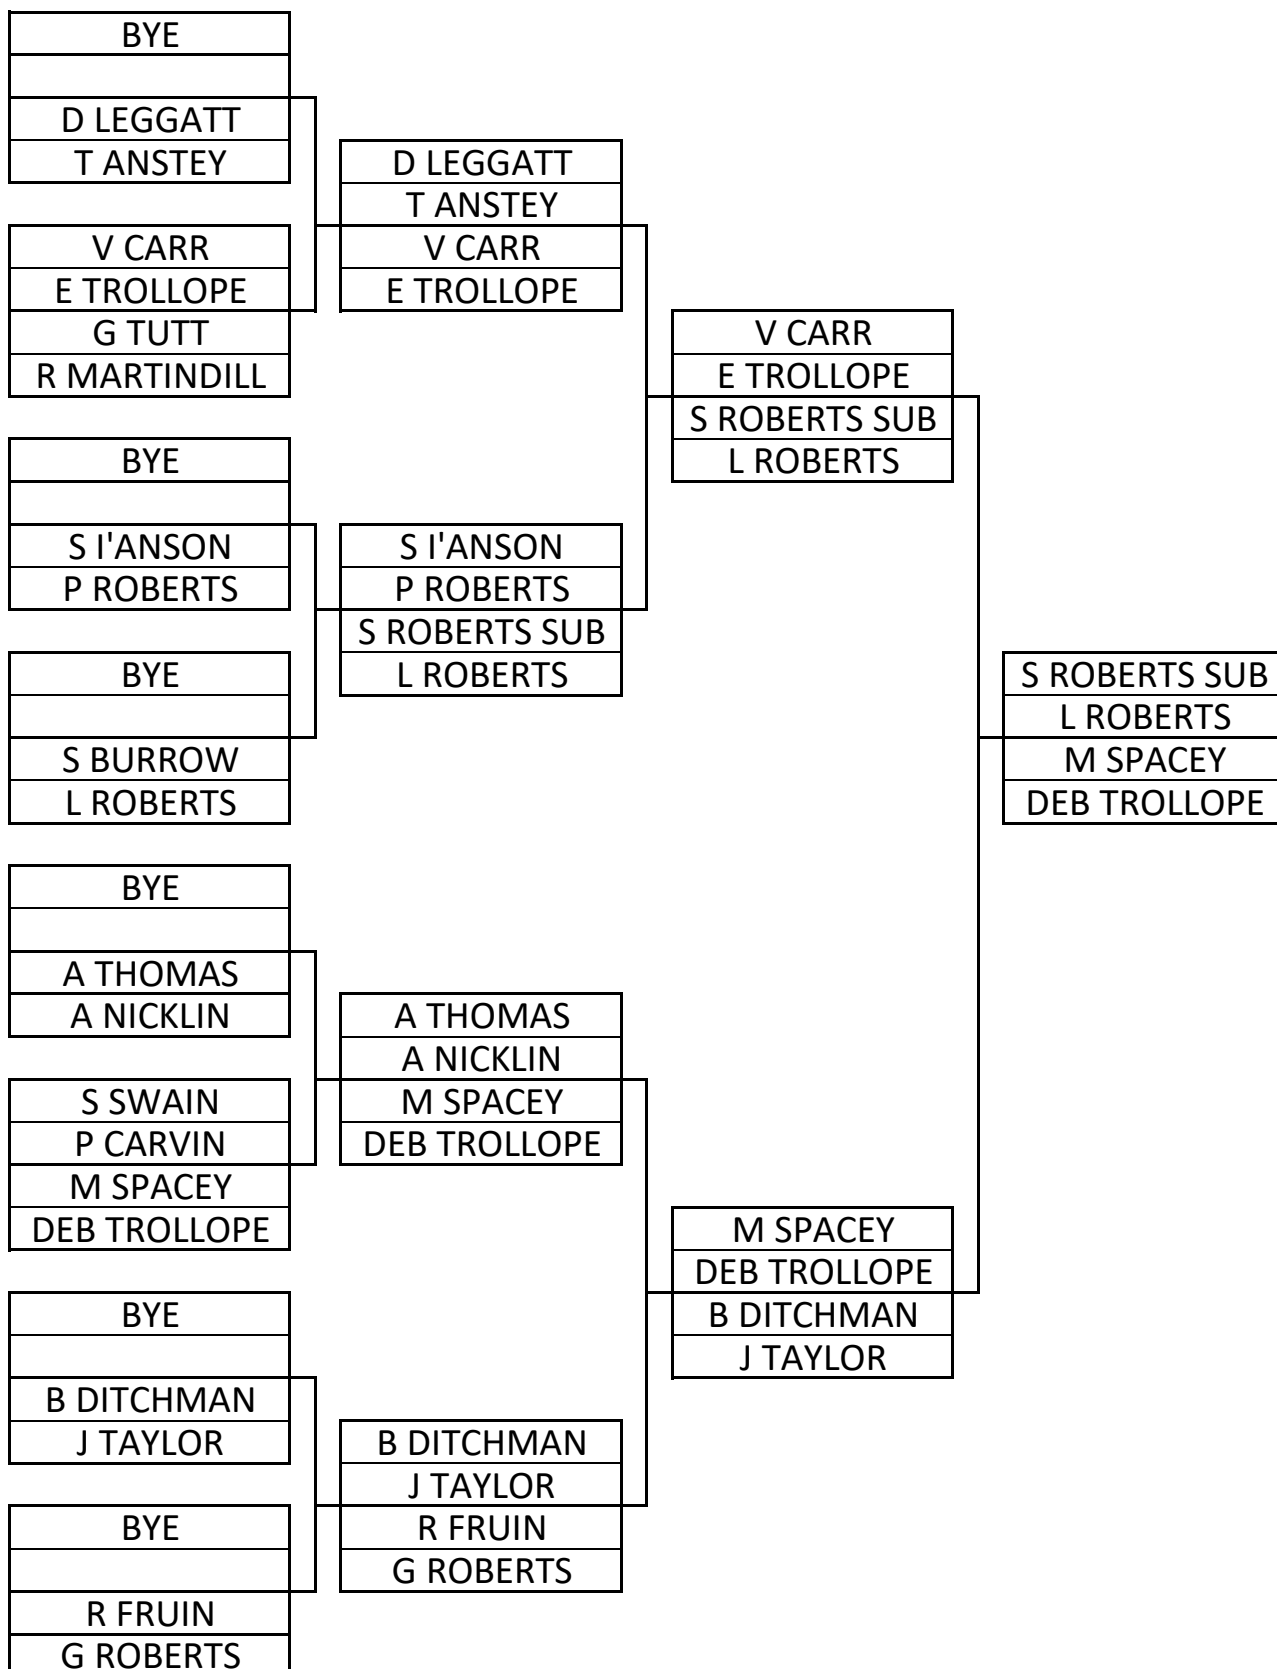 BYE
D LEGGATT
T ANSTEY
V CARR
E TROLLOPE
G TUTT
R MARTINDILL
BYE
S I'ANSON
P ROBERTS
BYE
S BURROW
L ROBERTS
BYE
A THOMAS
A NICKLIN
S SWAIN
P CARVIN
M SPACEY
DEB TROLLOPE
BYE
B DITCHMAN
J TAYLOR
BYE
R FRUIN
G ROBERTS
D LEGGATT
T ANSTEY
V CARR
E TROLLOPE
S I'ANSON
P ROBERTS
S ROBERTS SUB
L ROBERTS
A THOMAS
A NICKLIN
M SPACEY
DEB TROLLOPE
B DITCHMAN
J TAYLOR
R FRUIN
G ROBERTS
V CARR
E TROLLOPE
S ROBERTS SUB
L ROBERTS
M SPACEY
DEB TROLLOPE
B DITCHMAN
J TAYLOR
S ROBERTS SUB
L ROBERTS
M SPACEY
DEB TROLLOPE